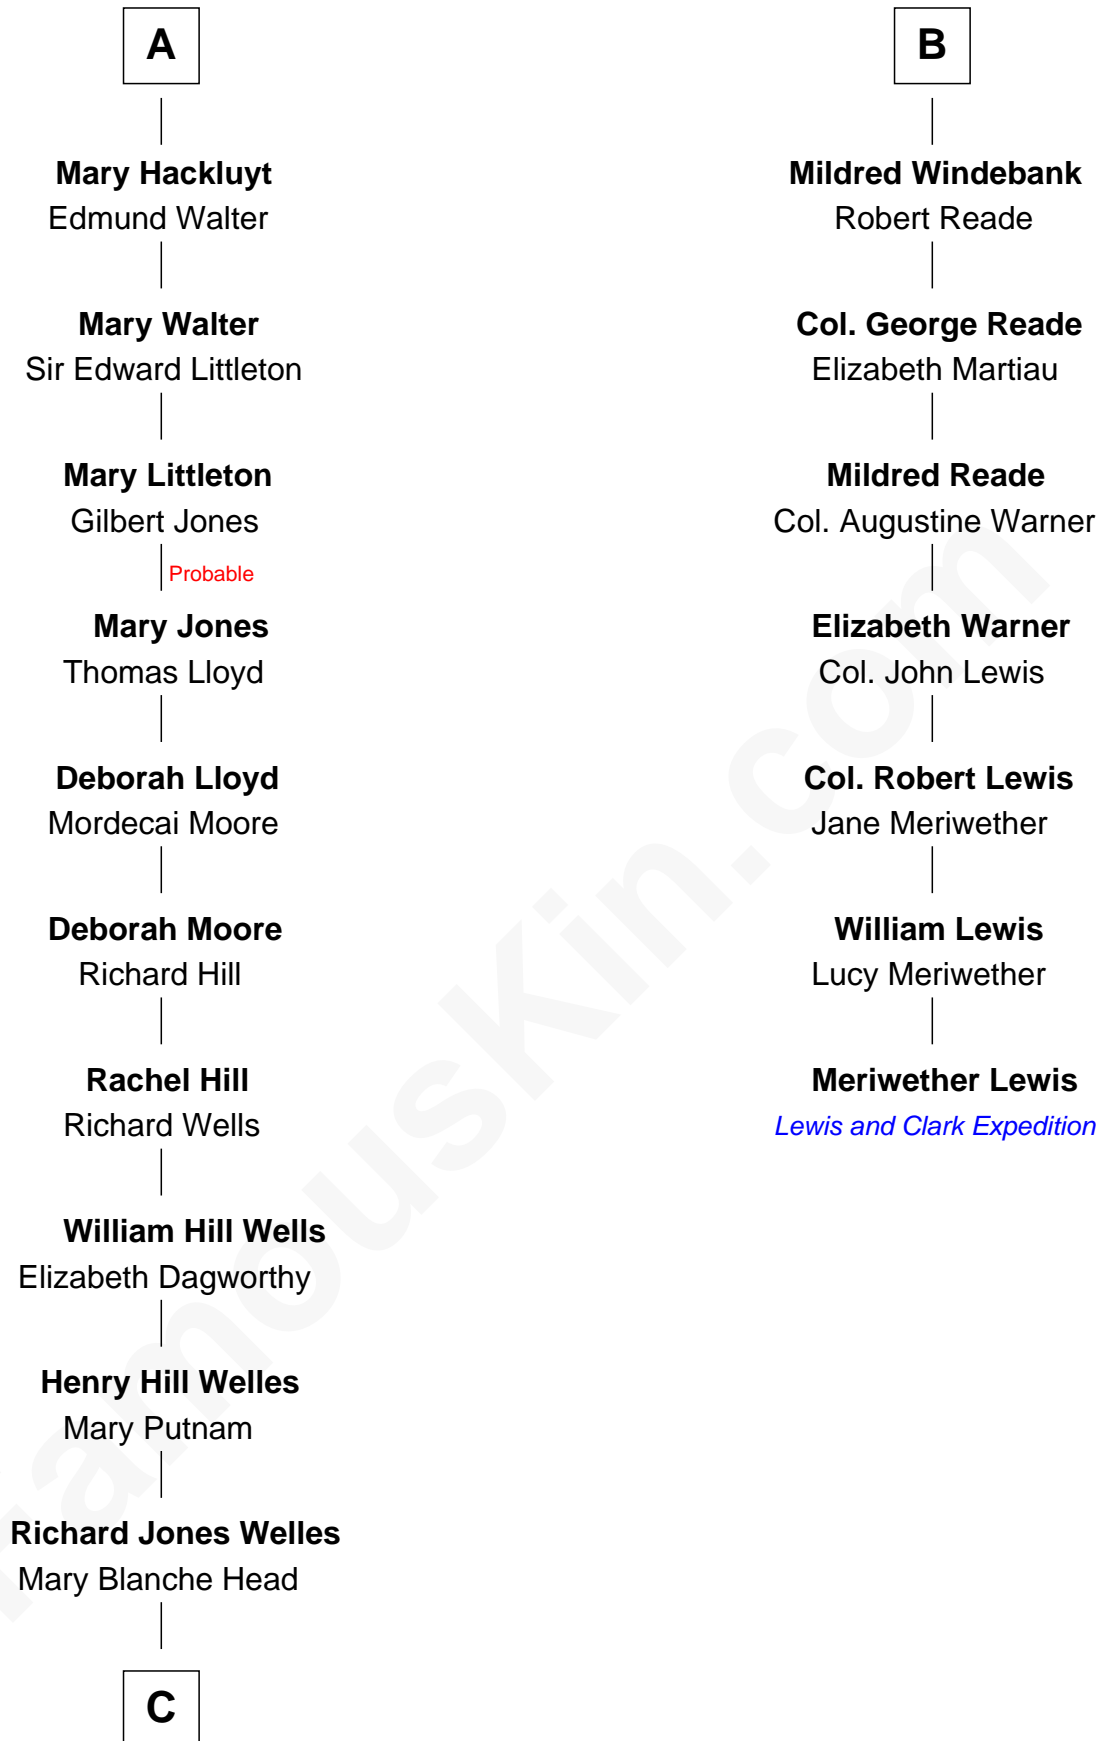 A
Mary Hackluyt
Edmund Walter
Mary Walter
Sir Edward Littleton
Mary Littleton
Gilbert Jones
Probable
Mary Jones
Thomas Lloyd
Deborah Lloyd
Mordecai Moore
Deborah Moore
Richard Hill
Rachel Hill
Richard Wells
William Hill Wells
Elizabeth Dagworthy
Henry Hill Welles
Mary Putnam
Richard Jones Welles
Mary Blanche Head
C
B
Mildred Windebank
Robert Reade
Col. George Reade
Elizabeth Martiau
Mildred Reade
Col. Augustine Warner
Elizabeth Warner
Col. John Lewis
Col. Robert Lewis
Jane Meriwether
William Lewis
Lucy Meriwether
Meriwether Lewis
Lewis and Clark Expedition
FamousKin.com